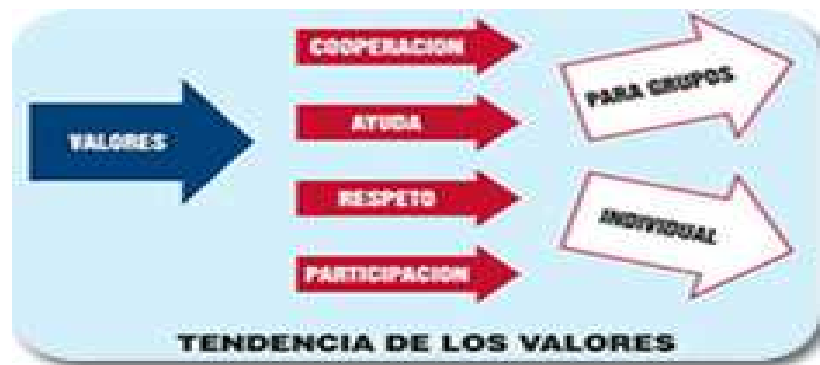 COOPERACION
PARA GRUPOS
AYUDA
VALORES
RESPETO
INDIVIDUAL
PARTICIPACION
TENDENCIA DE LOS VALORES